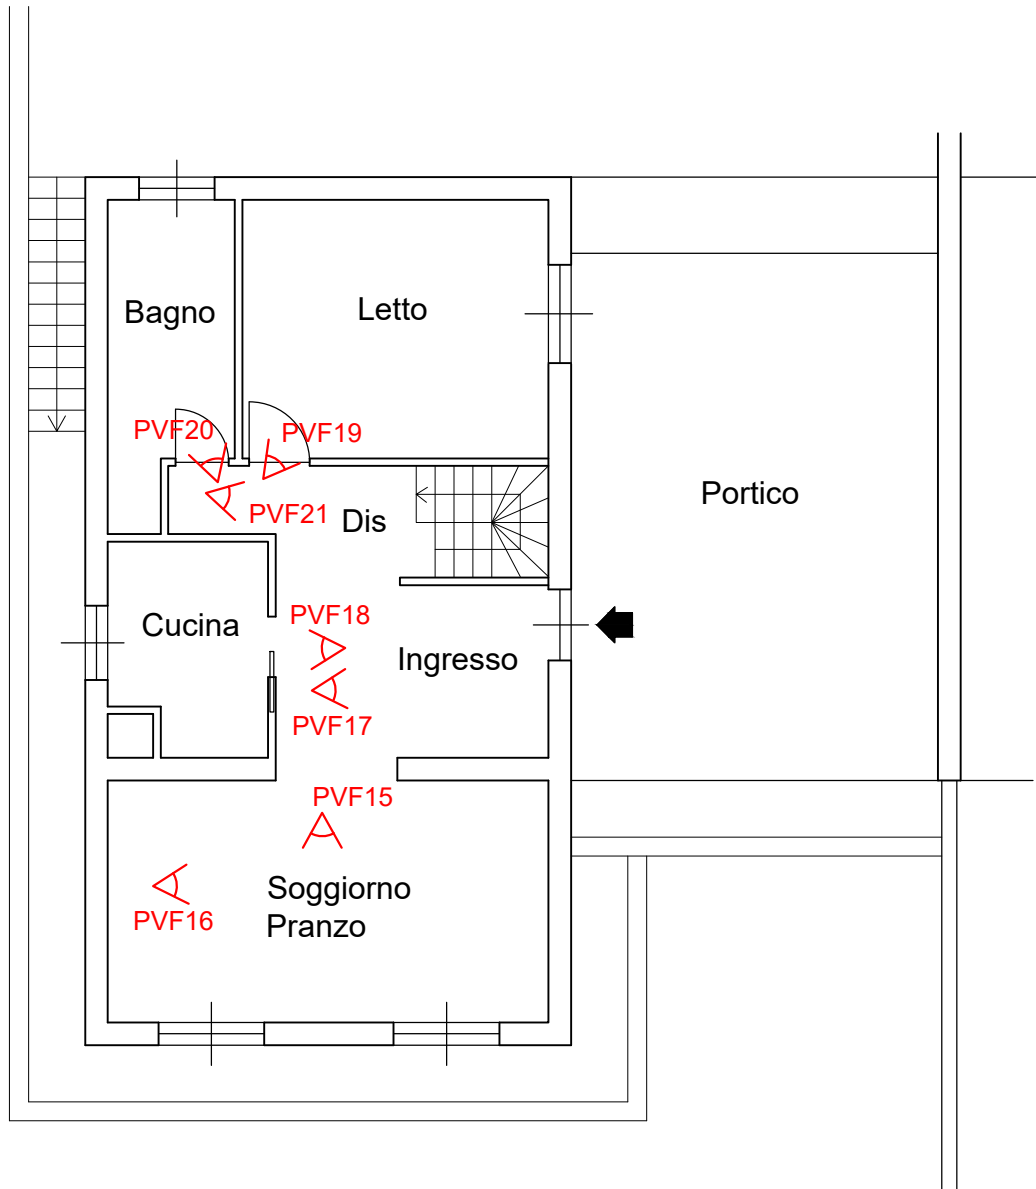 Bagno
Letto
PVF20
PVF19
Portico
PVF21
Dis
PVF18
Cucina
Ingresso
PVF17
PVF15
Soggiorno
Pranzo
PVF16